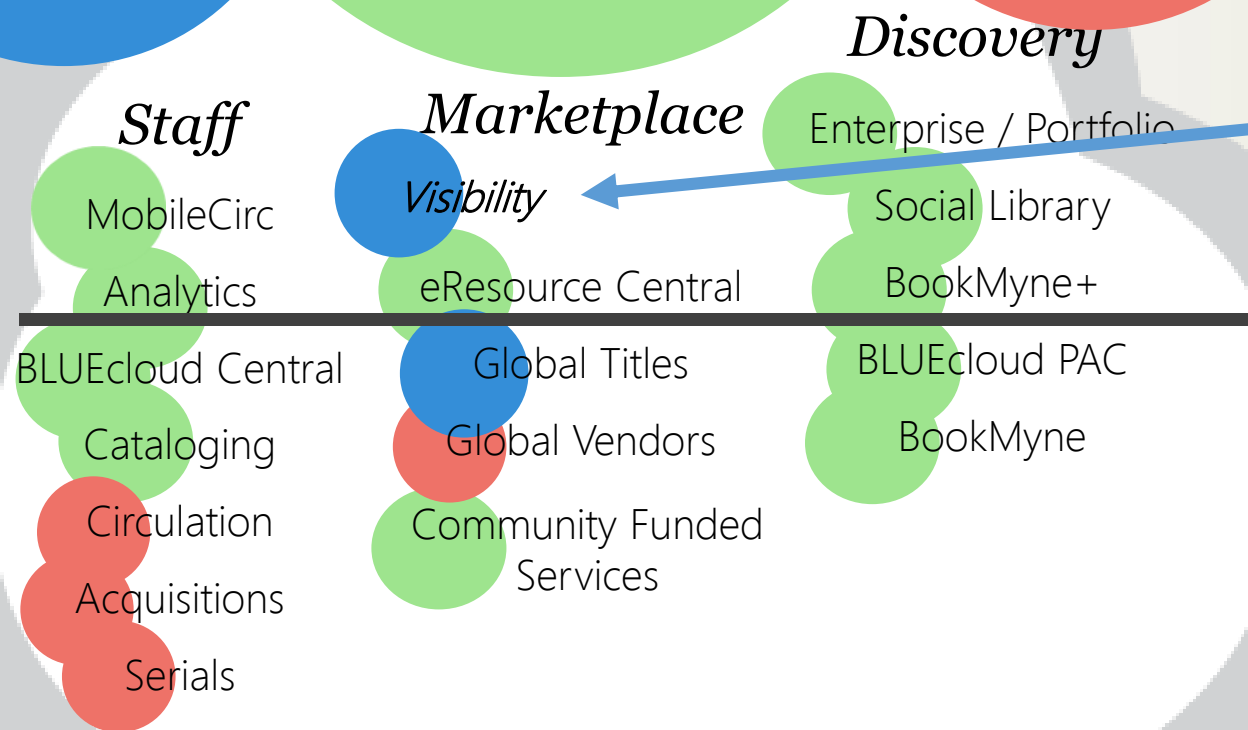 Staff
MobileCirc
Analytics
BLUEcloud Central
Cataloging
Circulation
Acquisitions
Serials
Marketplace
Visibility
eResource Central
Global Titles
Global Vendors
Community Funded
Services
Discovery
Enterprise / Portfolio
Social Library
BookMyne+
BLUEcloud PAC
BookMyne